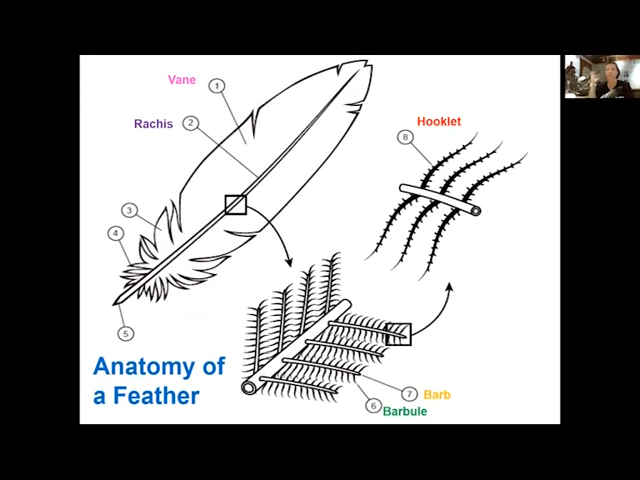 Vane
1
Rachis
2
Hooklet
8
3
4
5
Anatomy of
a Feather
7
Barb
6
Barbule